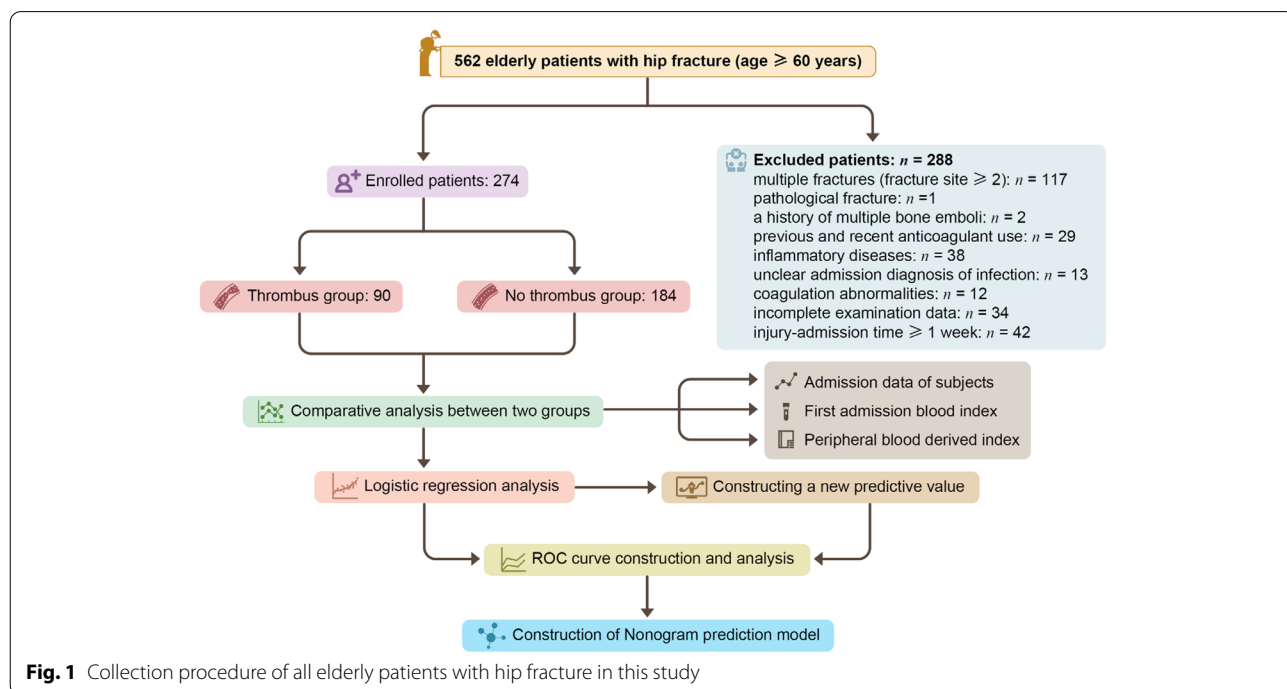 562 elderly patients with hip fracture (age ⩾ 60 years)
Enrolled patients: 274
Excluded patients: n = 288
multiple fractures (fracture site ⩾ 2): n = 117
pathological fracture: n =1
a history of multiple bone emboli: n = 2
previous and recent anticoagulant use: n = 29
inflammatory diseases: n = 38
unclear admission diagnosis of infection: n = 13
coagulation abnormalities: n = 12
incomplete examination data: n = 34
injury-admission time ⩾ 1 week: n = 42
Thrombus group: 90
No thrombus group: 184
Comparative analysis between two groups
Admission data of subjects
First admission blood index
Peripheral blood derived index
Logistic regression analysis
Constructing a new predictive value
ROC curve construction and analysis
Construction of Nonogram prediction model
Fig. 1 Collection procedure of all elderly patients with hip fracture in this study